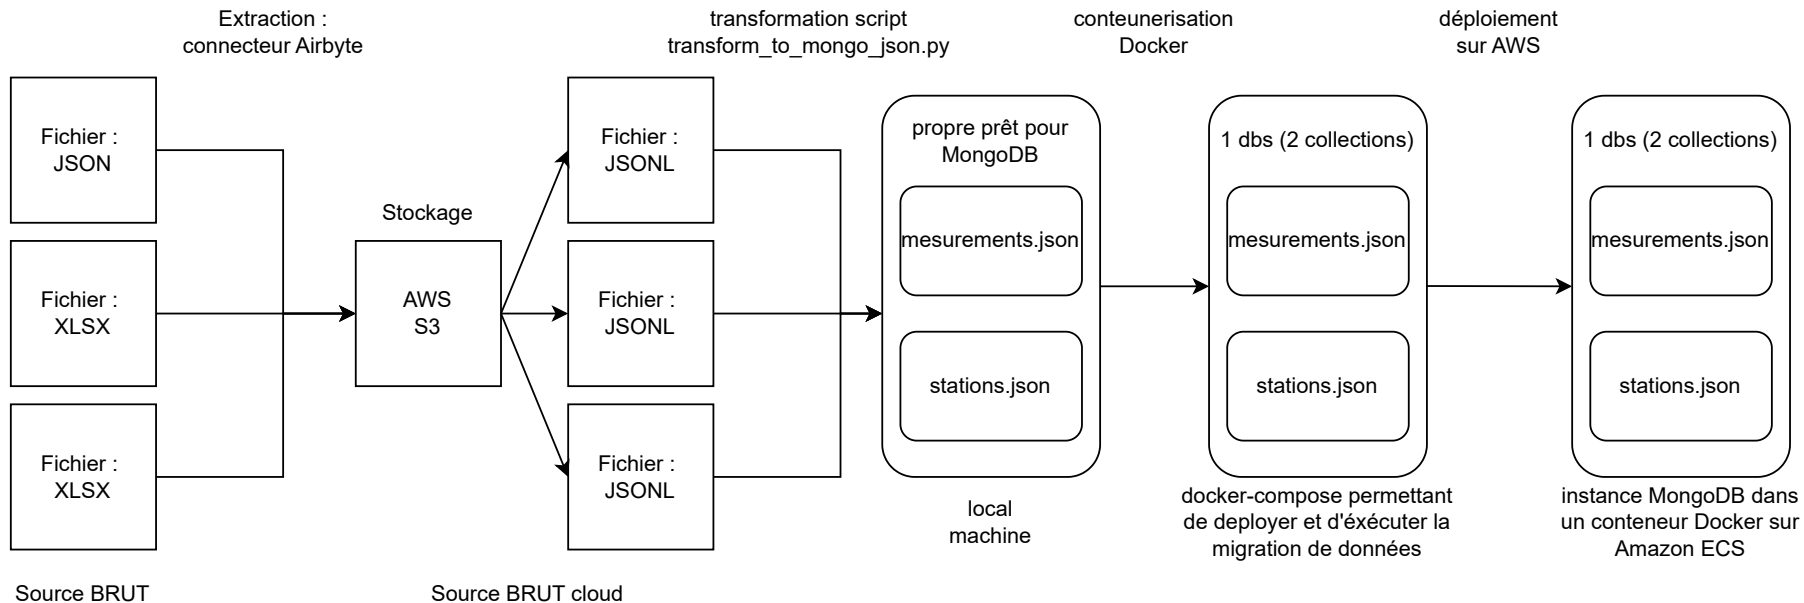 Extraction :
connecteur Airbyte
transformation script
transform_to_mongo_json.py
conteunerisation
Docker
déploiement
sur AWS
Fichier :
JSON
Fichier :
XLSX
Fichier :
XLSX
Source BRUT
Stockage
AWS
S3
Fichier :
JSONL
Fichier :
JSONL
Fichier :
JSONL
Source BRUT cloud
propre prêt pour
MongoDB
mesurements.json
stations.json
local
machine
1 dbs (2 collections)
mesurements.json
stations.json
docker-compose permettant
de deployer et d'éxécuter la
migration de données
1 dbs (2 collections)
mesurements.json
stations.json
instance MongoDB dans
un conteneur Docker sur
Amazon ECS